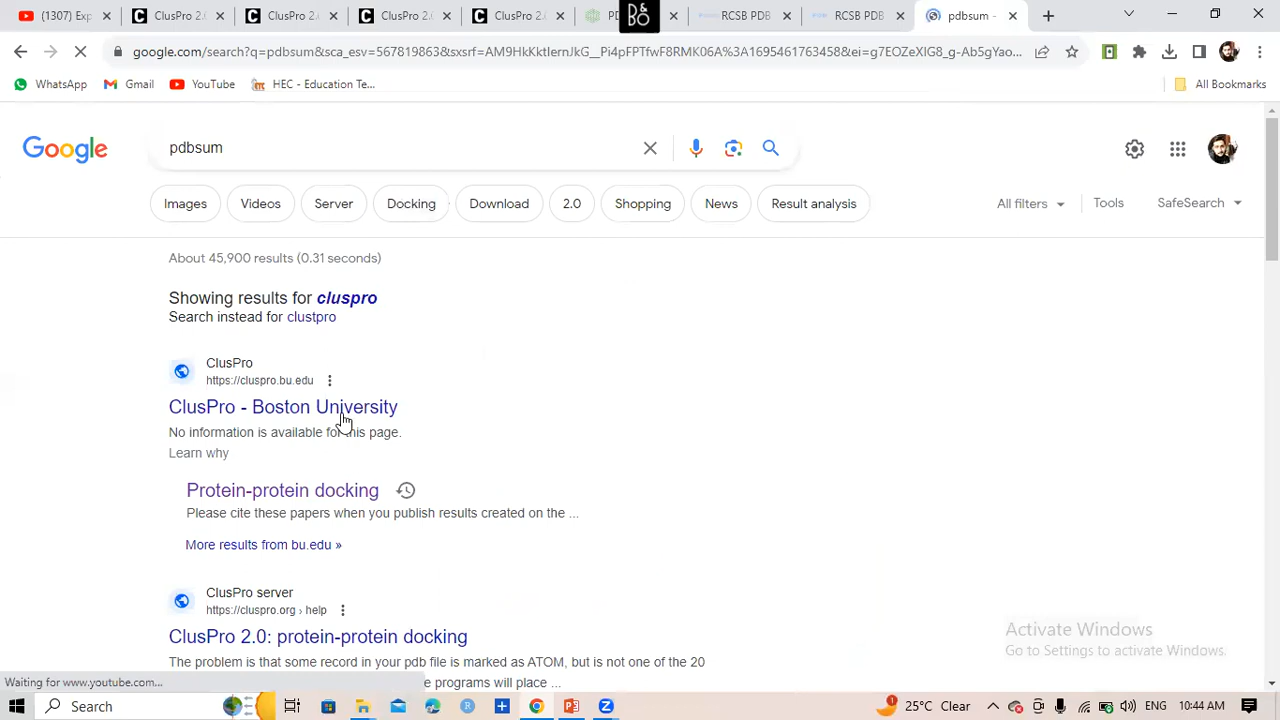 (1307) Exp
ClusPro 2
ClusPro 2.
ClusPro 2.
ClusPro 2
PD
B&O
RCSB PDB
RCSB PDB
pdbsum -
google.com/search?q=pdbsum&sca_esv=567819863&sxsrf=AM9HkKktlernJkG__Pi4pFPTfwF8RMK06A%3A1695461763458&ei=g7EOZeXIG8_g-Ab5gYao...
WhatsApp
Gmail
YouTube
HEC - Education Te...
All Bookmarks
Google
pdbsum
Images
Videos
Server
Docking
Download
2.0
Shopping
News
Result analysis
All filters
Tools
SafeSearch
About 45,900 results (0.31 seconds)
Showing results for cluspro
Search instead for clustpro
ClusPro
https://cluspro.bu.edu
ClusPro - Boston University
No information is available for this page.
Learn why
Protein-protein docking
Please cite these papers when you publish results created on the ...
More results from bu.edu »
ClusPro server
https://cluspro.org › help
ClusPro 2.0: protein-protein docking
The problem is that some record in your pdb file is marked as ATOM, but is not one of the 20
programs will place ...
Activate Windows
Go to Settings to activate Windows.
Waiting for www.youtube.com...
Search
1
25°C Clear
ENG
10:44 AM